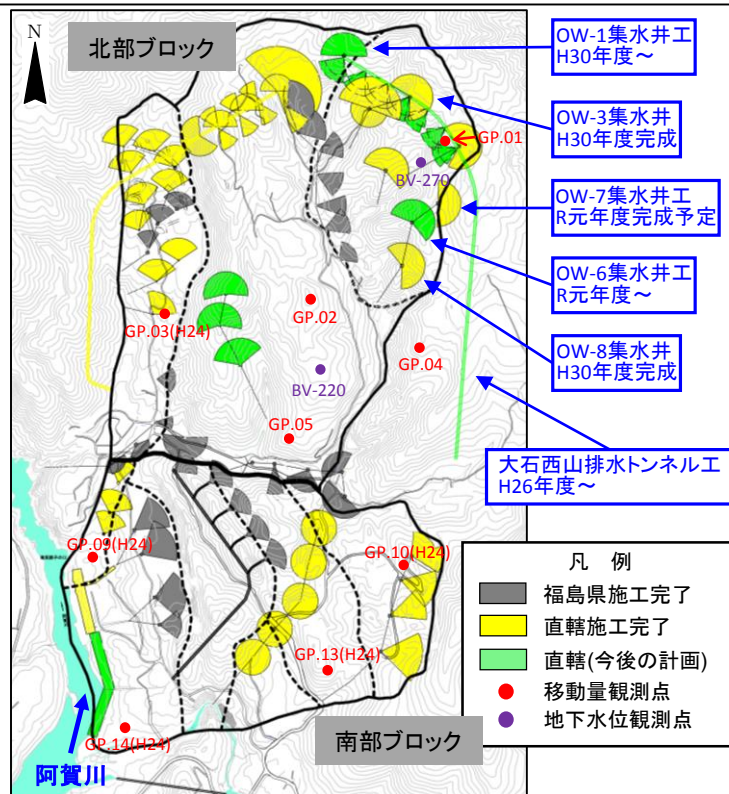 N
北部ブロック
OW-1集水井工
H30年度～
OW-3集水井
H30年度完成
GP.01
BV-270
OW-7集水井工
R元年度完成予定
OW-6集水井工
R元年度～
GP.02
GP.03(H24)
GP.04
OW-8集水井
H30年度完成
BV-220
GP.05
大石西山排水トンネル工
H26年度～
GP.09(H24)
GP.10(H24)
GP.13(H24)
GP.14(H24)
阿賀川
南部ブロック
凡 例
福島県施工完了
直轄施工完了
直轄(今後の計画)
移動量観測点
地下水位観測点